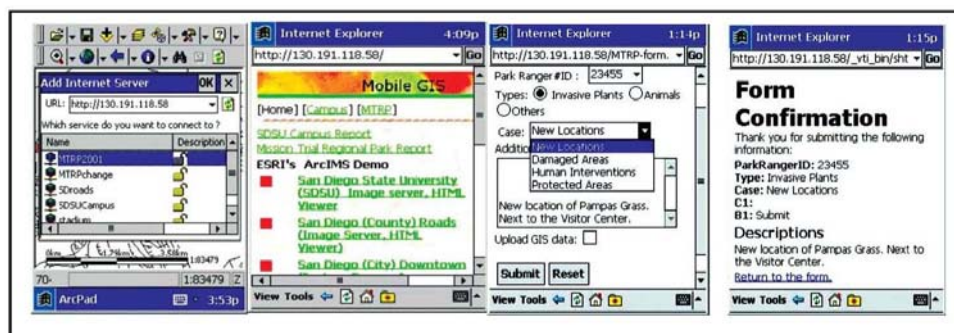 Add Internet Server OK X
URL: http://130.191.118.58
Which service do you want to connect to ?
Name Description
MTRP2001
MTRPchange
SDroads
SDSUCampus
stadium
1:83479
70- 1:83479 Z
ArcPad 3:53p
Internet Explorer 4:09p
http://130.191.118.58/ Go
Mobile GIS
[Home] [Campus] [MTRP]
SDSU Campus Report
Mission Trial Regional Park Report
ESRI's ArcIMS Demo
San Diego State University
(SDSU) Image server, HTML
Viewer
San Diego (County) Roads
(Image Server, HTML
Viewer)
San Diego (City) Downtown
View Tools
Internet Explorer 1:14p
http://130.191.118.58/MTRP-form. Go
Park Ranger #ID : 23455
Types: Invasive Plants Animals
Others
Case: New Locations
New Locations
Additio
Damaged Areas
Human Interventions
Protected Areas
New location of Pampas Grass.
Next to the Visitor Center.
Upload GIS data:
Submit Reset
View Tools
Internet Explorer 1:15p
http://130.191.118.58/_vti_bin/sht Go
Form
Confirmation
Thank you for submitting the following
information:
ParkRangerID: 23455
Type: Invasive Plants
Case: New Locations
C1:
B1: Submit
Descriptions
New location of Pampas Grass. Next to
the Visitor Center.
Return to the form.
View Tools